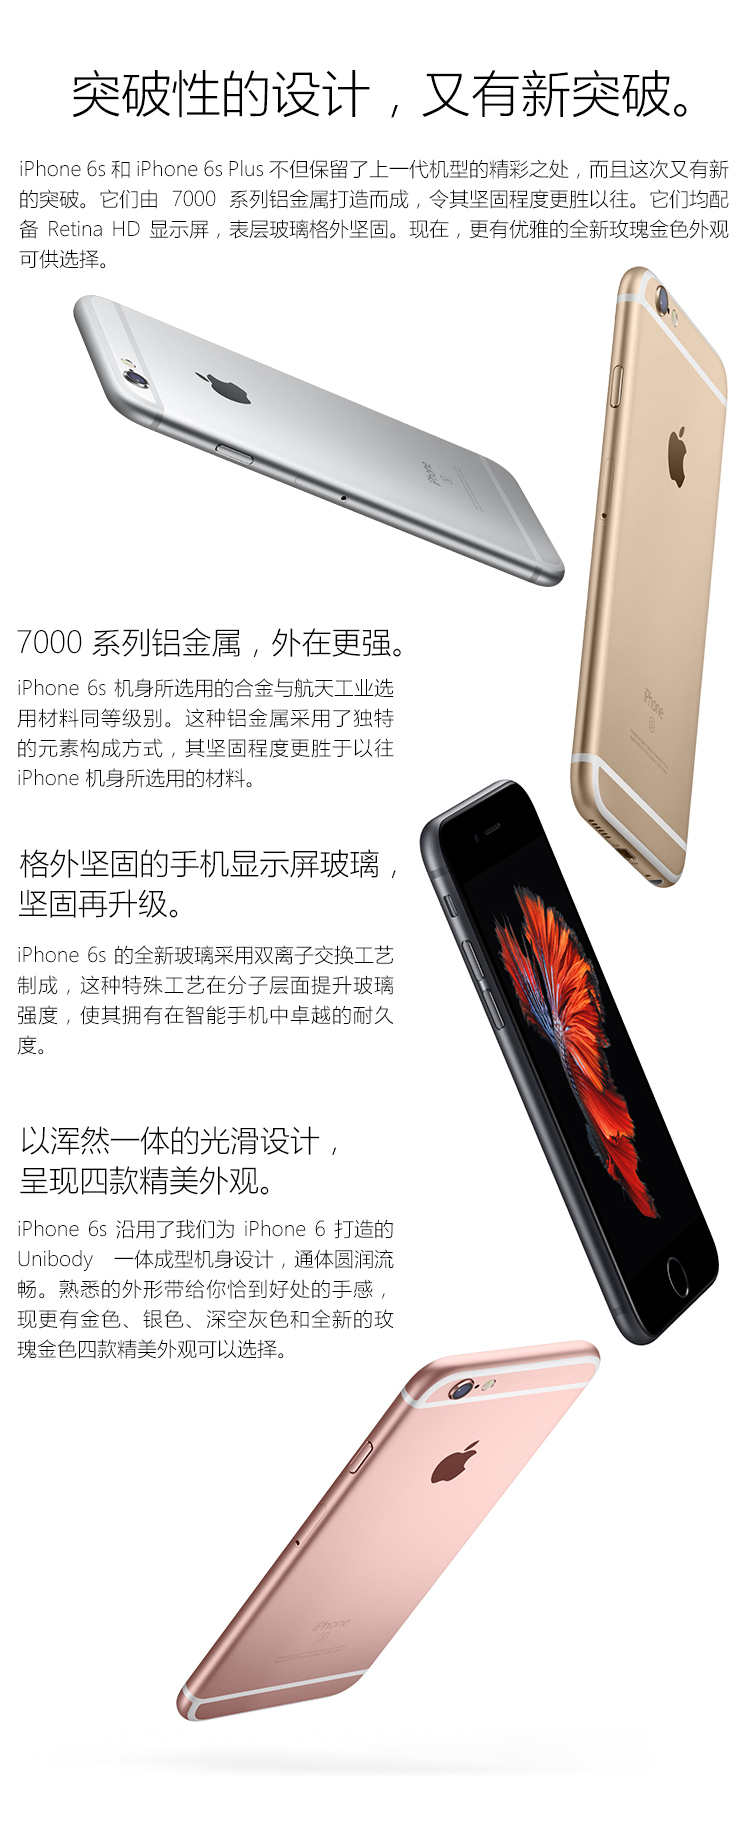 突破性的设计，又有新突破。
iPhone 6s 和 iPhone 6s Plus 不但保留了上一代机型的精彩之处，而且这次又有新
的突破。它们由 7000 系列铝金属打造而成，令其坚固程度更胜以往。它们均配
备 Retina HD 显示屏，表层玻璃格外坚固。现在，更有优雅的全新玫瑰金色外观
可供选择。
iPhone
S
7000 系列铝金属，外在更强。
iPhone 6s 机身所选用的合金与航天工业选
用材料同等级别。这种铝金属采用了独特
的元素构成方式，其坚固程度更胜于以往
iPhone 机身所选用的材料。
iPhone
S
格外坚固的手机显示屏玻璃，
坚固再升级。
iPhone 6s 的全新玻璃采用双离子交换工艺
制成，这种特殊工艺在分子层面提升玻璃
强度，使其拥有在智能手机中卓越的耐久
度。
以浑然一体的光滑设计，
呈现四款精美外观。
iPhone 6s 沿用了我们为 iPhone 6 打造的
Unibody 一体成型机身设计，通体圆润流
畅。熟悉的外形带给你恰到好处的手感，
现更有金色、银色、深空灰色和全新的玫
瑰金色四款精美外观可以选择。
iPhone
S